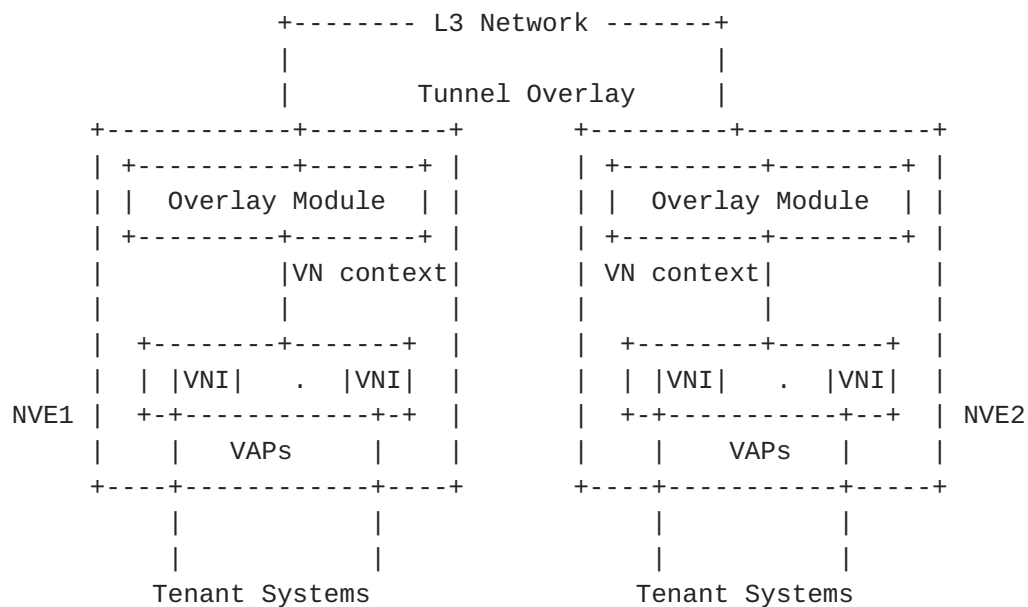 L3 Network
Tunnel Overlay
Overlay Module Overlay Module
VN context VN context
VNI . VNI VNI . VNI
NVE1 NVE2
VAPs VAPs
Tenant Systems Tenant Systems